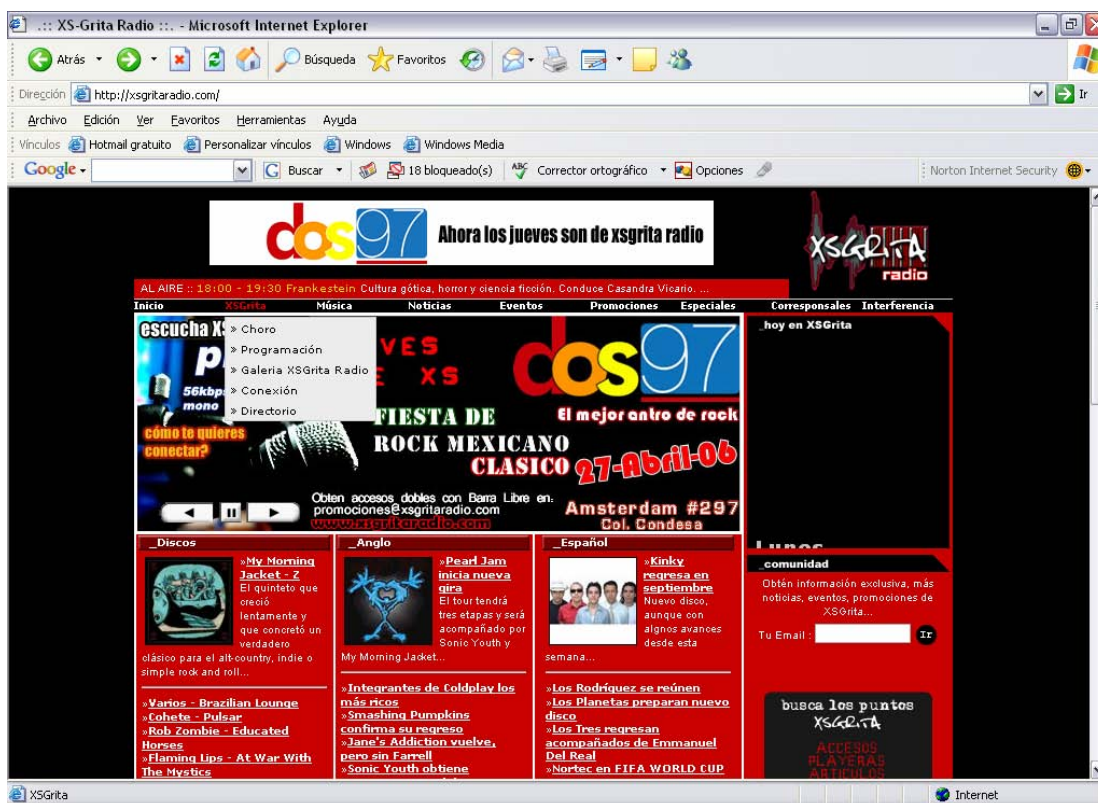 .:: XS-Grita Radio ::. - Microsoft Internet Explorer
Atrás
Búsqueda
Favoritos
Dirección
http://xsgritaradio.com/
Ir
Archivo Edición Ver Favoritos Herramientas Ayuda
Vínculos Hotmail gratuito Personalizar vínculos Windows Windows Media
Google
Buscar
18 bloqueado(s)
ABC
Corrector ortográfico
Opciones
Norton Internet Security
dos97
Ahora los jueves son de xsgrita radio
XSGRITA
radio
AL AIRE :: 18:00 - 19:30 Frankestein Cultura gótica, horror y ciencia ficción. Conduce Casandra Vicario. ...
Inicio XSGrita Música Noticias Eventos Promociones Especiales Corresponsales Interferencia
escucha X
» Choro
» Programación
» Galeria XSGrita Radio
» Conexión
» Directorio
56kbp
mono
cómo te quieres
conectar?
VES
E XS
dos97
FIESTA DE
ROCK MEXICANO
CLASICO
El mejor antro de rock
27-Abril-06
Obten accesos dobles con Barra Libre en:
promociones@xsgritaradio.com
www.xsgritaradio.com
Amsterdam #297
Col. Condesa
_hoy en XSGrita
Lunes
_Discos
»My Morning
Jacket - Z
El quinteto que
creció
lentamente y
que concretó un
verdadero
clásico para el alt-country, indie o
simple rock and roll...
»Varios - Brazilian Lounge
»Cohete - Pulsar
»Rob Zombie - Educated
Horses
»Flaming Lips - At War With
The Mystics
_Anglo
»Pearl Jam
inicia nueva
gira
El tour tendrá
tres etapas y será
acompañado por
Sonic Youth y
My Morning Jacket...
»Integrantes de Coldplay los
más ricos
»Smashing Pumpkins
confirma su regreso
»Jane's Addiction vuelve,
pero sin Farrell
»Sonic Youth obtiene
_Español
»Kinky
regresa en
septiembre
Nuevo disco,
aunque con
algnos avances
desde esta
semana...
»Los Rodríguez se reúnen
»Los Planetas preparan nuevo
disco
»Los Tres regresan
acompañados de Emmanuel
Del Real
»Nortec en FIFA WORLD CUP
_comunidad
Obtén información exclusiva, más
noticias, eventos, promociones de
XSGrita...
Tu Email :
Ir
busca los puntos
XSGRITA
ACCESOS
PLAYERAS
ARTICULOS
XSGrita
Internet